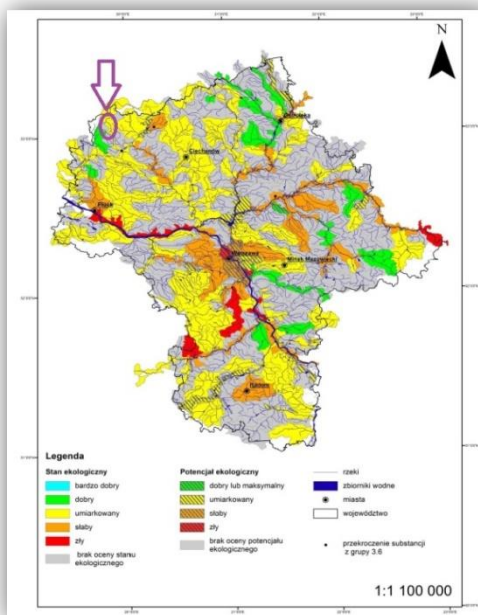 N
Ciechanów
Płock
Mińsk Mazowiecki
Radom
Legenda
Stan ekologiczny
bardzo dobry
dobry
umiarkowany
słaby
zły
brak oceny stanu
ekologicznego
Potencjał ekologiczny
dobry lub maksymalny
umiarkowany
słaby
zły
brak oceny potencjału
ekologicznego
rzeki
zbiorniki wodne
miasta
województwo
przekroczenie substancji
z grupy 3.6
1:1 100 000